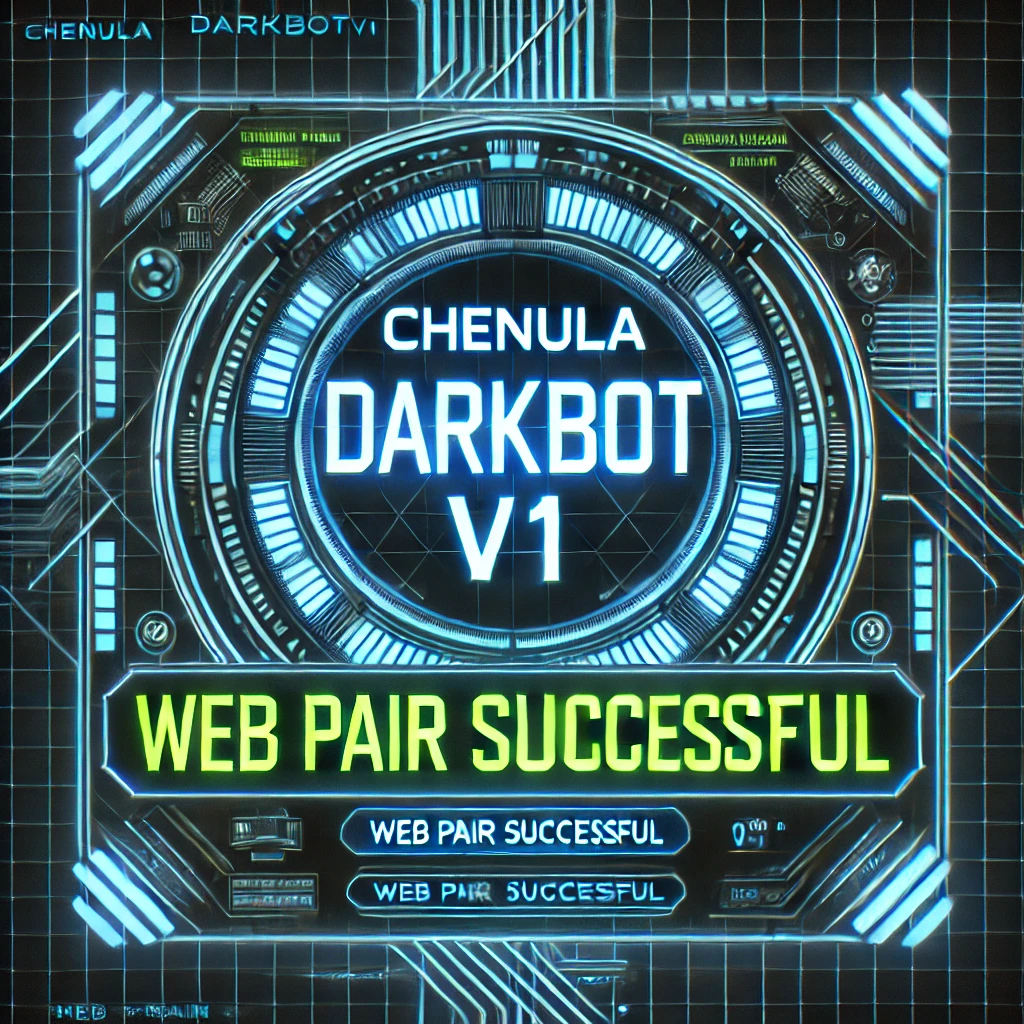 CHENULA DARKBOTV1
CHENULA
DARKBOT
V1
WEB PAIR SUCCESSFUL
WEB PAIR SUCCESSFUL
WEB PAIR SUCCESFUL